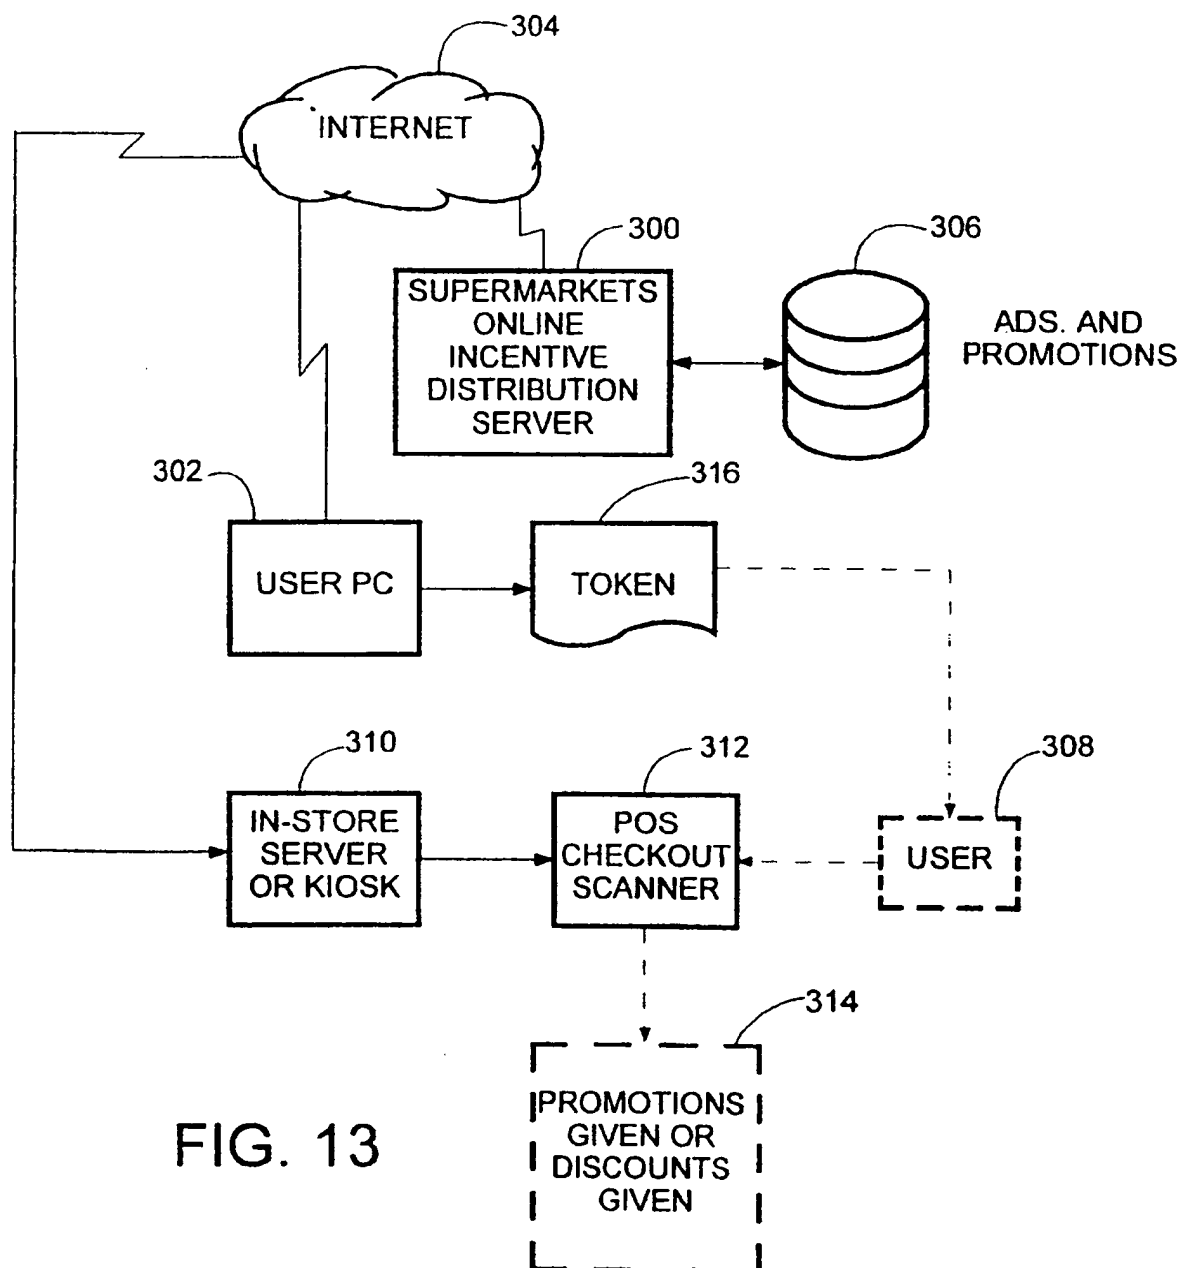 304
INTERNET
300
306
SUPERMARKETS
ONLINE
INCENTIVE
DISTRIBUTION
SERVER
ADS. AND
PROMOTIONS
302
316
USER PC
TOKEN
310
312
308
IN-STORE
SERVER
OR KIOSK
POS
CHECKOUT
SCANNER
USER
314
PROMOTIONS
GIVEN OR
DISCOUNTS
GIVEN
FIG. 13